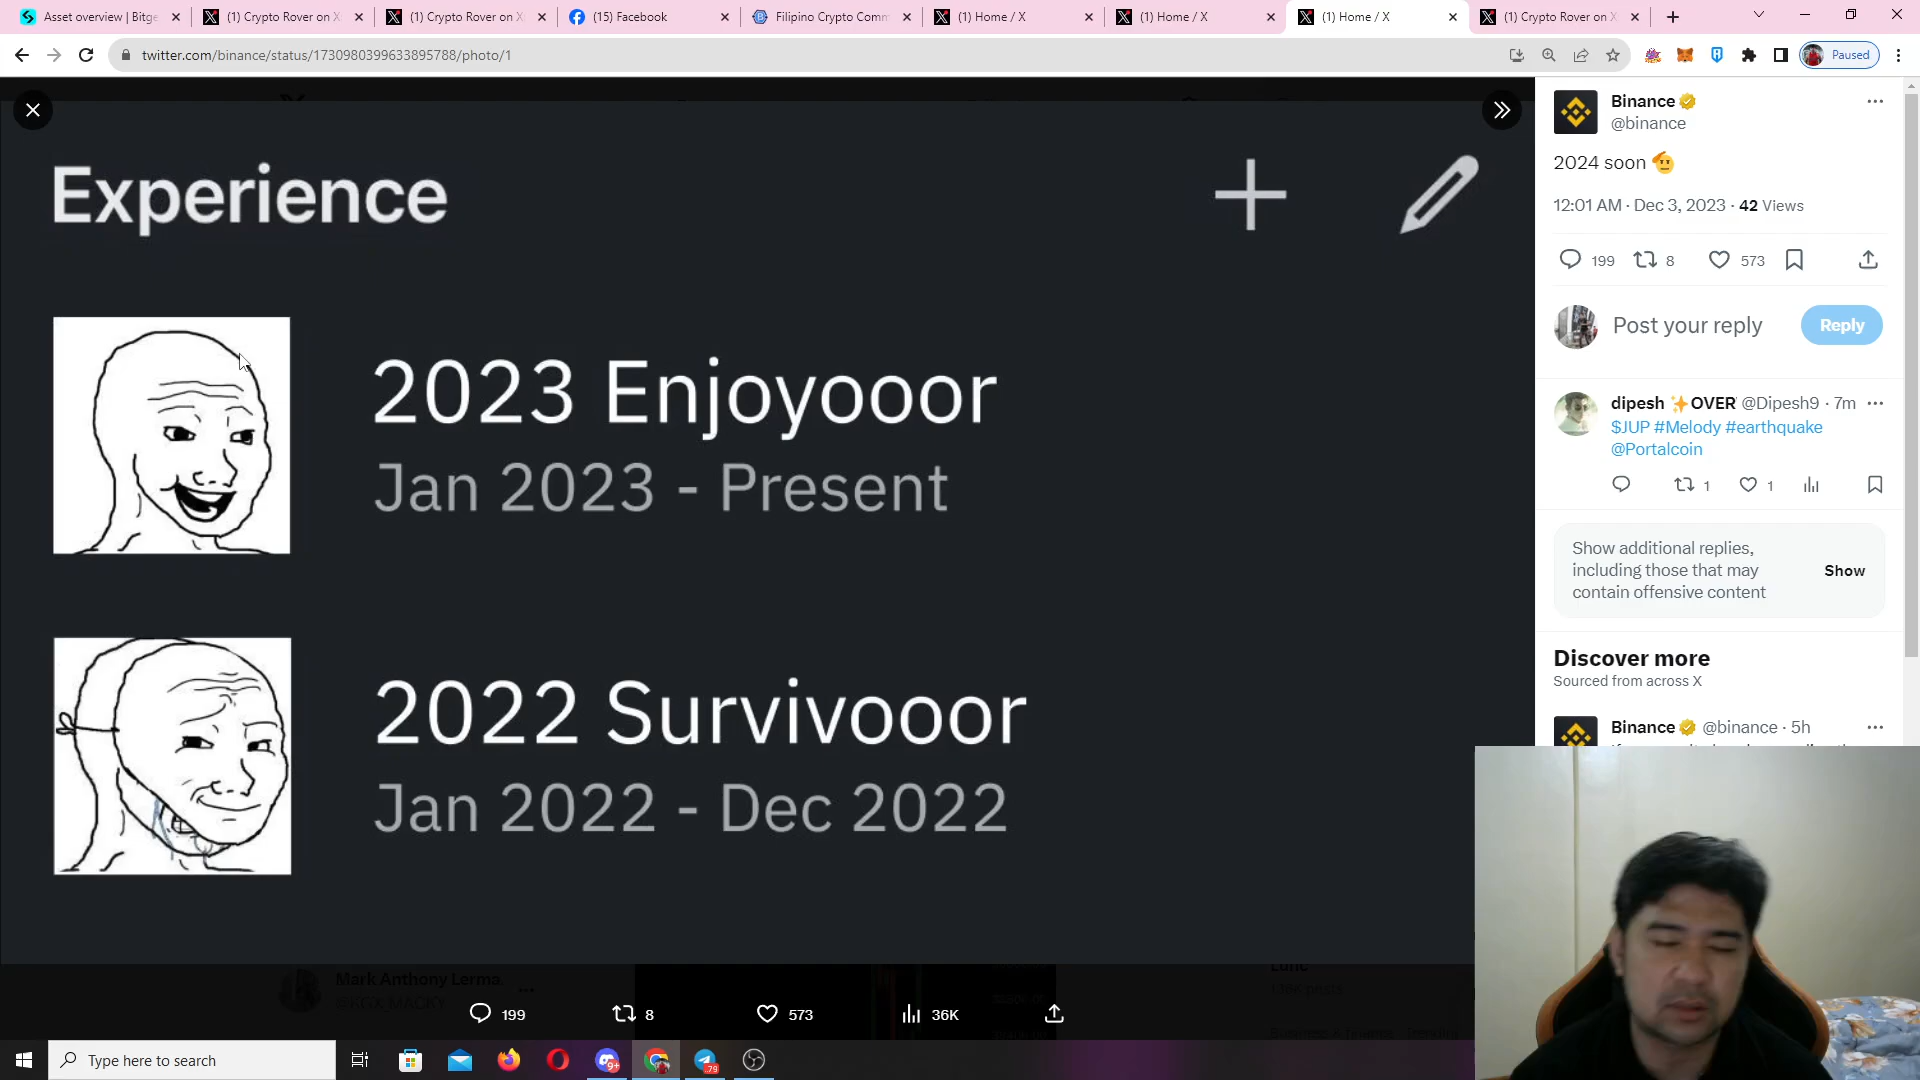 Asset overview | Bitge
(1) Crypto Rover on X
(1) Crypto Rover on X
(15) Facebook
Filipino Crypto Comm
(1) Home / X
(1) Home / X
(1) Home / X
(1) Crypto Rover on X
twitter.com/binance/status/1730980399633895788/photo/1
Paused
Experience
2023 Enjoyooor
Jan 2023 - Present
2022 Survivooor
Jan 2022 - Dec 2022
Mark Anthony Lerma
199
8
573
36K
Binance
@binance
2024 soon
12:01 AM · Dec 3, 2023 · 42 Views
199
8
573
Post your reply
Reply
dipesh ✨OVER @Dipesh9 · 7m
$JUP #Melody #earthquake
@Portalcoin
1
1
Show additional replies,
including those that may
contain offensive content
Show
Discover more
Sourced from across X
Binance @binance · 5h
Type here to search
9+
79